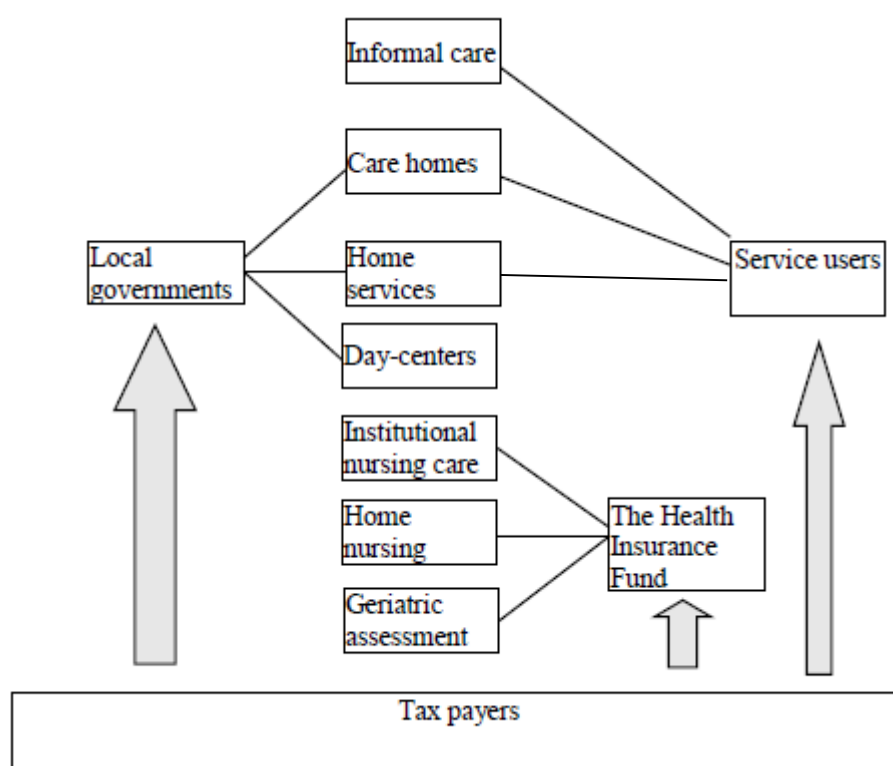 Informal care
Care homes
Local
governments
Home
services
Service users
Day-centers
Institutional
nursing care
Home
nursing
The Health
Insurance
Fund
Geriatric
assessment
Tax payers